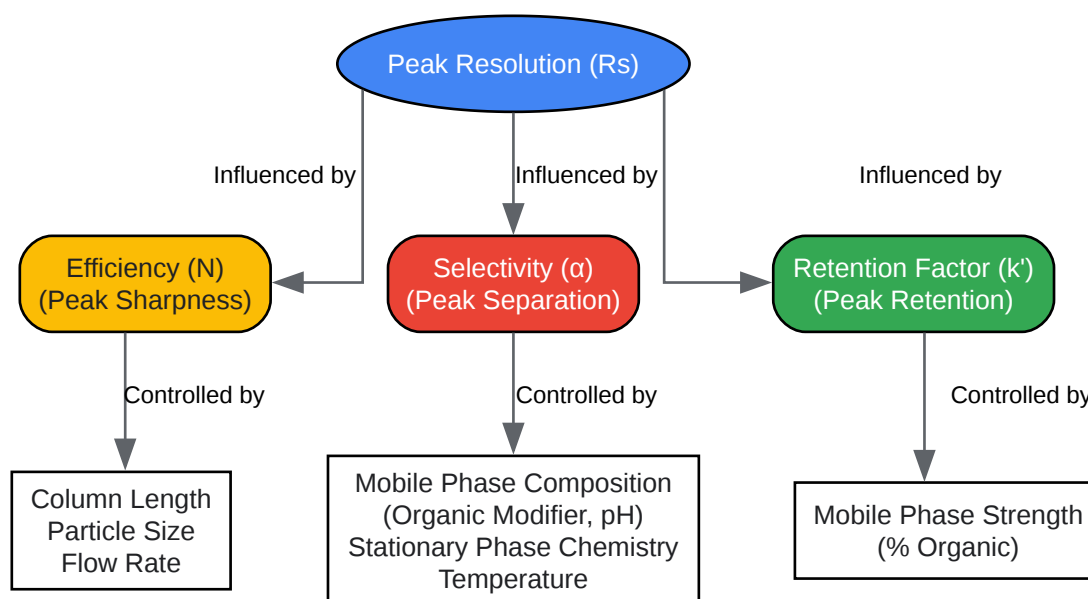 Peak Resolution (Rs)
Influenced by
Influenced by
Influenced by
Efficiency (N)
(Peak Sharpness)
Selectivity (α)
(Peak Separation)
Retention Factor (k')
(Peak Retention)
Controlled by
Controlled by
Controlled by
Column Length
Particle Size
Flow Rate
Mobile Phase Composition
(Organic Modifier, pH)
Stationary Phase Chemistry
Temperature
Mobile Phase Strength
(% Organic)